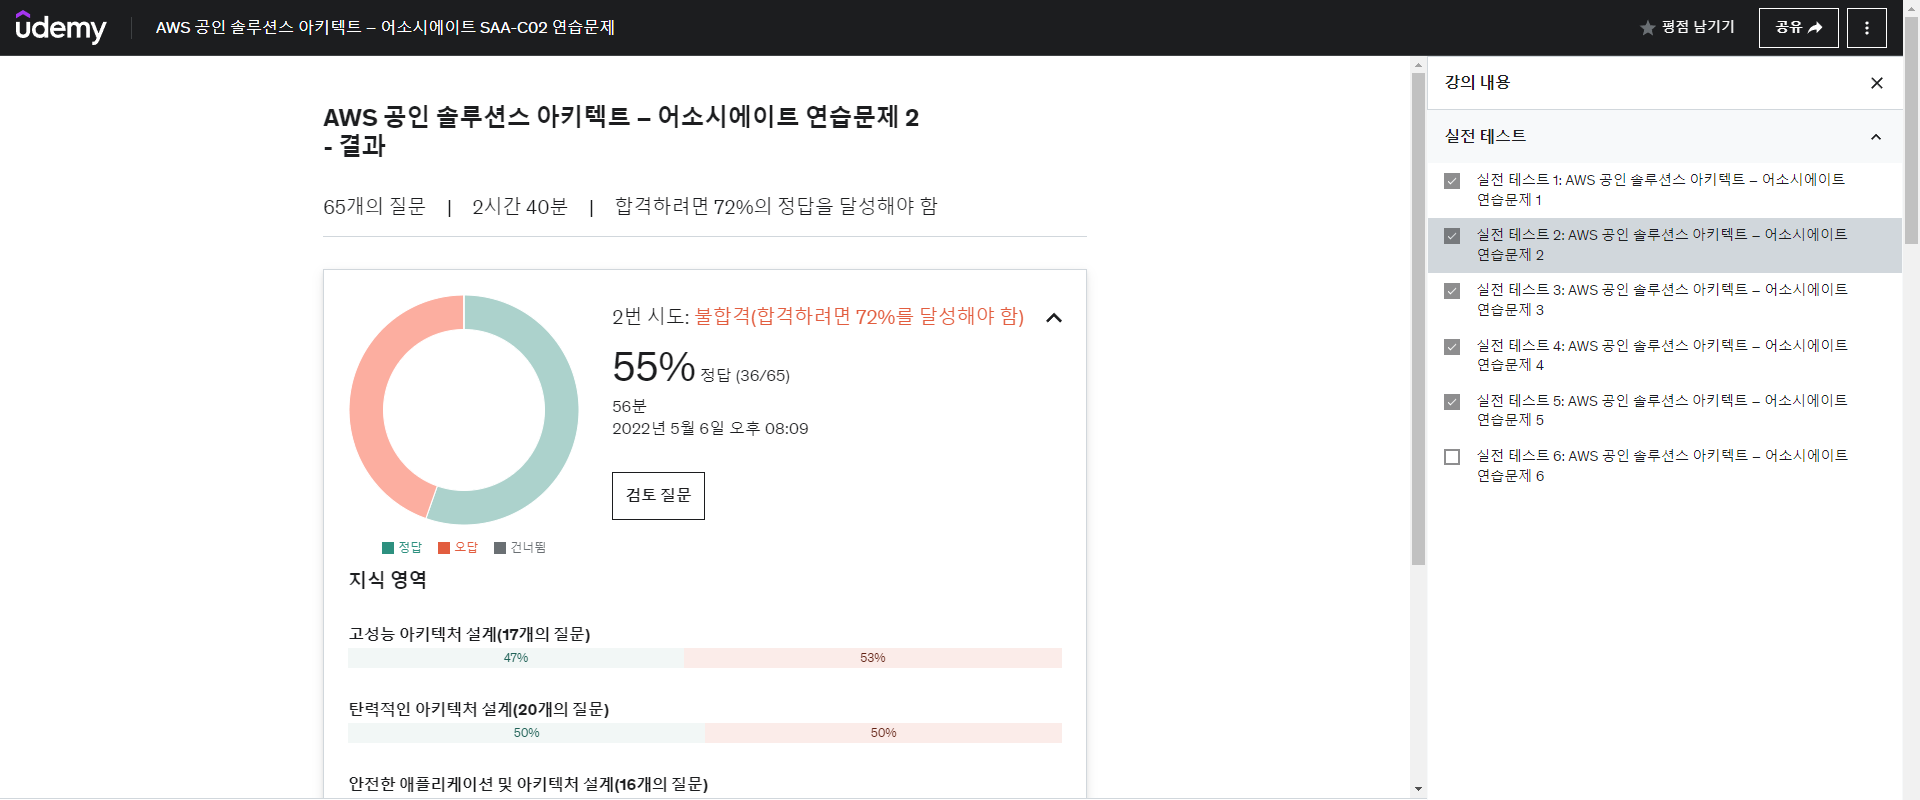 udemy
AWS 공인 솔루션스 아키텍트 – 어소시에이트 SAA-C02 연습문제
평점 남기기
공유
AWS 공인 솔루션스 아키텍트 – 어소시에이트 연습문제 2
- 결과
65개의 질문 | 2시간 40분 | 합격하려면 72%의 정답을 달성해야 함
2번 시도: 불합격(합격하려면 72%를 달성해야 함)
55% 정답 (36/65)
56분
2022년 5월 6일 오후 08:09
검토 질문
정답 오답 건너뜀
지식 영역
고성능 아키텍처 설계(17개의 질문)
47% 53%
탄력적인 아키텍처 설계(20개의 질문)
50% 50%
안전한 애플리케이션 및 아키텍처 설계(16개의 질문)
강의 내용
실전 테스트
실전 테스트 1: AWS 공인 솔루션스 아키텍트 – 어소시에이트
연습문제 1
실전 테스트 2: AWS 공인 솔루션스 아키텍트 – 어소시에이트
연습문제 2
실전 테스트 3: AWS 공인 솔루션스 아키텍트 – 어소시에이트
연습문제 3
실전 테스트 4: AWS 공인 솔루션스 아키텍트 – 어소시에이트
연습문제 4
실전 테스트 5: AWS 공인 솔루션스 아키텍트 – 어소시에이트
연습문제 5
실전 테스트 6: AWS 공인 솔루션스 아키텍트 – 어소시에이트
연습문제 6